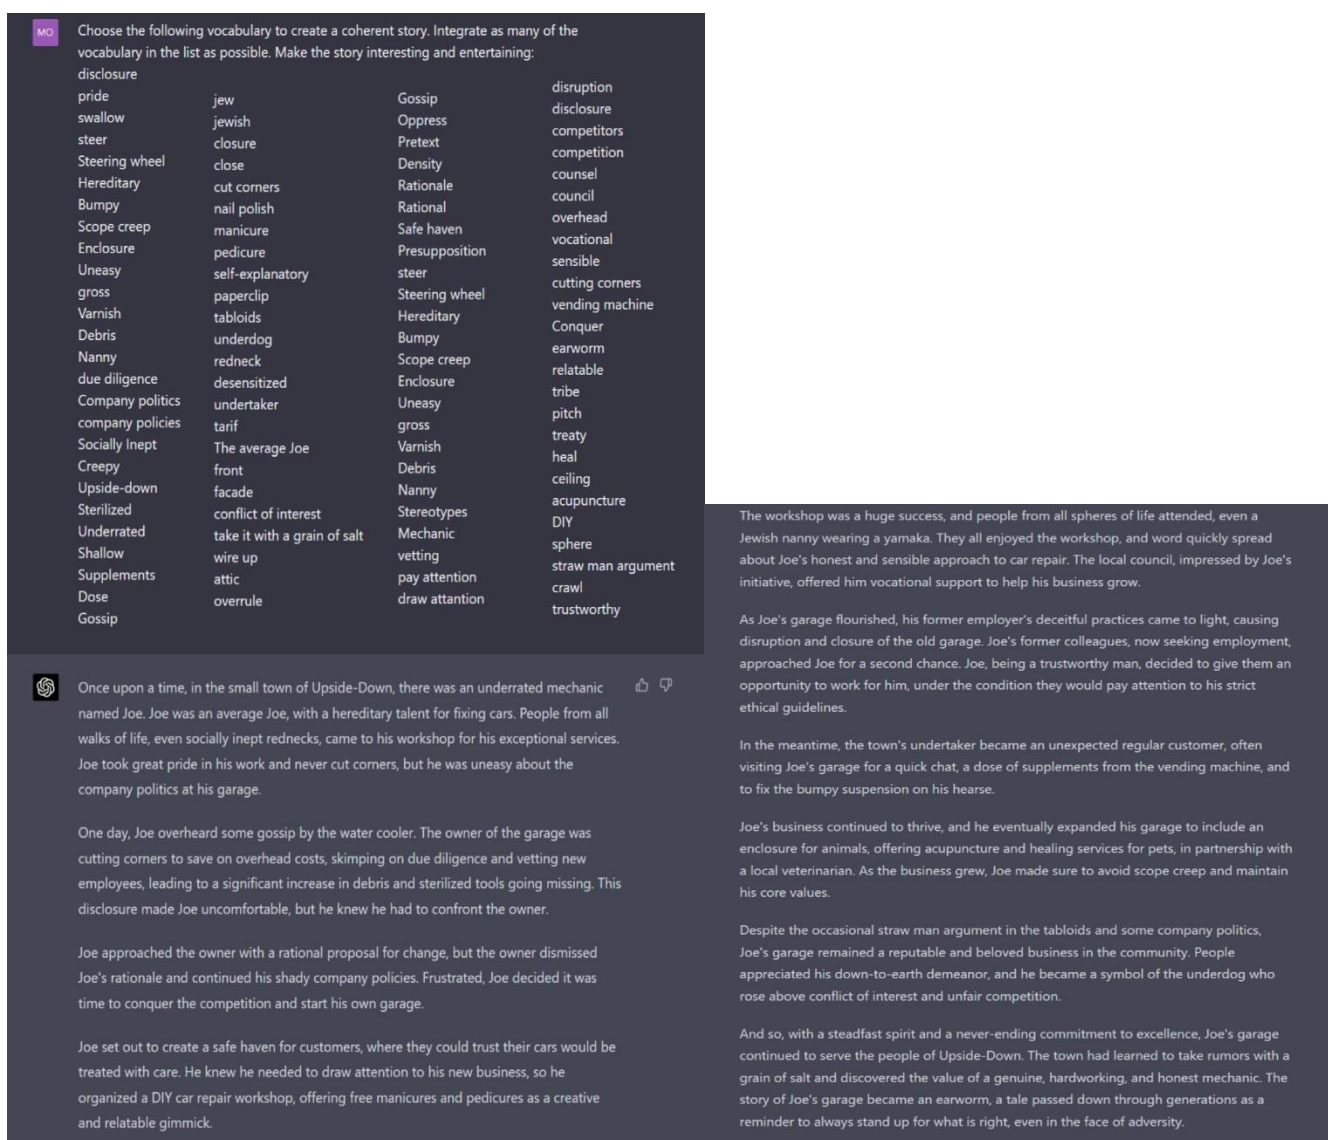 MO
Choose the following vocabulary to create a coherent story. Integrate as many of the
vocabulary in the list as possible. Make the story interesting and entertaining:
disclosure
pride
swallow
steer
Steering wheel
Hereditary
Bumpy
Scope creep
Enclosure
Uneasy
gross
Varnish
Debris
Nanny
due diligence
Company politics
company policies
Socially Inept
Creepy
Upside-down
Sterilized
Underrated
Shallow
Supplements
Dose
Gossip
jew
jewish
closure
close
cut corners
nail polish
manicure
pedicure
self-explanatory
paperclip
tabloids
underdog
redneck
desensitized
undertaker
tarif
The average Joe
front
facade
conflict of interest
take it with a grain of salt
wire up
attic
overrule
Gossip
Oppress
Pretext
Density
Rationale
Rational
Safe haven
Presupposition
steer
Steering wheel
Hereditary
Bumpy
Scope creep
Enclosure
Uneasy
gross
Varnish
Debris
Nanny
Stereotypes
Mechanic
vetting
pay attention
draw attantion
disruption
disclosure
competitors
competition
counsel
council
overhead
vocational
sensible
cutting corners
vending machine
Conquer
earworm
relatable
tribe
pitch
treaty
heal
ceiling
acupuncture
DIY
sphere
straw man argument
crawl
trustworthy
Once upon a time, in the small town of Upside-Down, there was an underrated mechanic
named Joe. Joe was an average Joe, with a hereditary talent for fixing cars. People from all
walks of life, even socially inept rednecks, came to his workshop for his exceptional services.
Joe took great pride in his work and never cut corners, but he was uneasy about the
company politics at his garage.
One day, Joe overheard some gossip by the water cooler. The owner of the garage was
cutting corners to save on overhead costs, skimping on due diligence and vetting new
employees, leading to a significant increase in debris and sterilized tools going missing. This
disclosure made Joe uncomfortable, but he knew he had to confront the owner.
Joe approached the owner with a rational proposal for change, but the owner dismissed
Joe's rationale and continued his shady company policies. Frustrated, Joe decided it was
time to conquer the competition and start his own garage.
Joe set out to create a safe haven for customers, where they could trust their cars would be
treated with care. He knew he needed to draw attention to his new business, so he
organized a DIY car repair workshop, offering free manicures and pedicures as a creative
and relatable gimmick.
The workshop was a huge success, and people from all spheres of life attended, even a
Jewish nanny wearing a yamaka. They all enjoyed the workshop, and word quickly spread
about Joe's honest and sensible approach to car repair. The local council, impressed by Joe's
initiative, offered him vocational support to help his business grow.
As Joe's garage flourished, his former employer's deceitful practices came to light, causing
disruption and closure of the old garage. Joe's former colleagues, now seeking employment,
approached Joe for a second chance. Joe, being a trustworthy man, decided to give them an
opportunity to work for him, under the condition they would pay attention to his strict
ethical guidelines.
In the meantime, the town's undertaker became an unexpected regular customer, often
visiting Joe's garage for a quick chat, a dose of supplements from the vending machine, and
to fix the bumpy suspension on his hearse.
Joe's business continued to thrive, and he eventually expanded his garage to include an
enclosure for animals, offering acupuncture and healing services for pets, in partnership with
a local veterinarian. As the business grew, Joe made sure to avoid scope creep and maintain
his core values.
Despite the occasional straw man argument in the tabloids and some company politics,
Joe's garage remained a reputable and beloved business in the community. People
appreciated his down-to-earth demeanor, and he became a symbol of the underdog who
rose above conflict of interest and unfair competition.
And so, with a steadfast spirit and a never-ending commitment to excellence, Joe's garage
continued to serve the people of Upside-Down. The town had learned to take rumors with a
grain of salt and discovered the value of a genuine, hardworking, and honest mechanic. The
story of Joe's garage became an earworm, a tale passed down through generations as a
reminder to always stand up for what is right, even in the face of adversity.